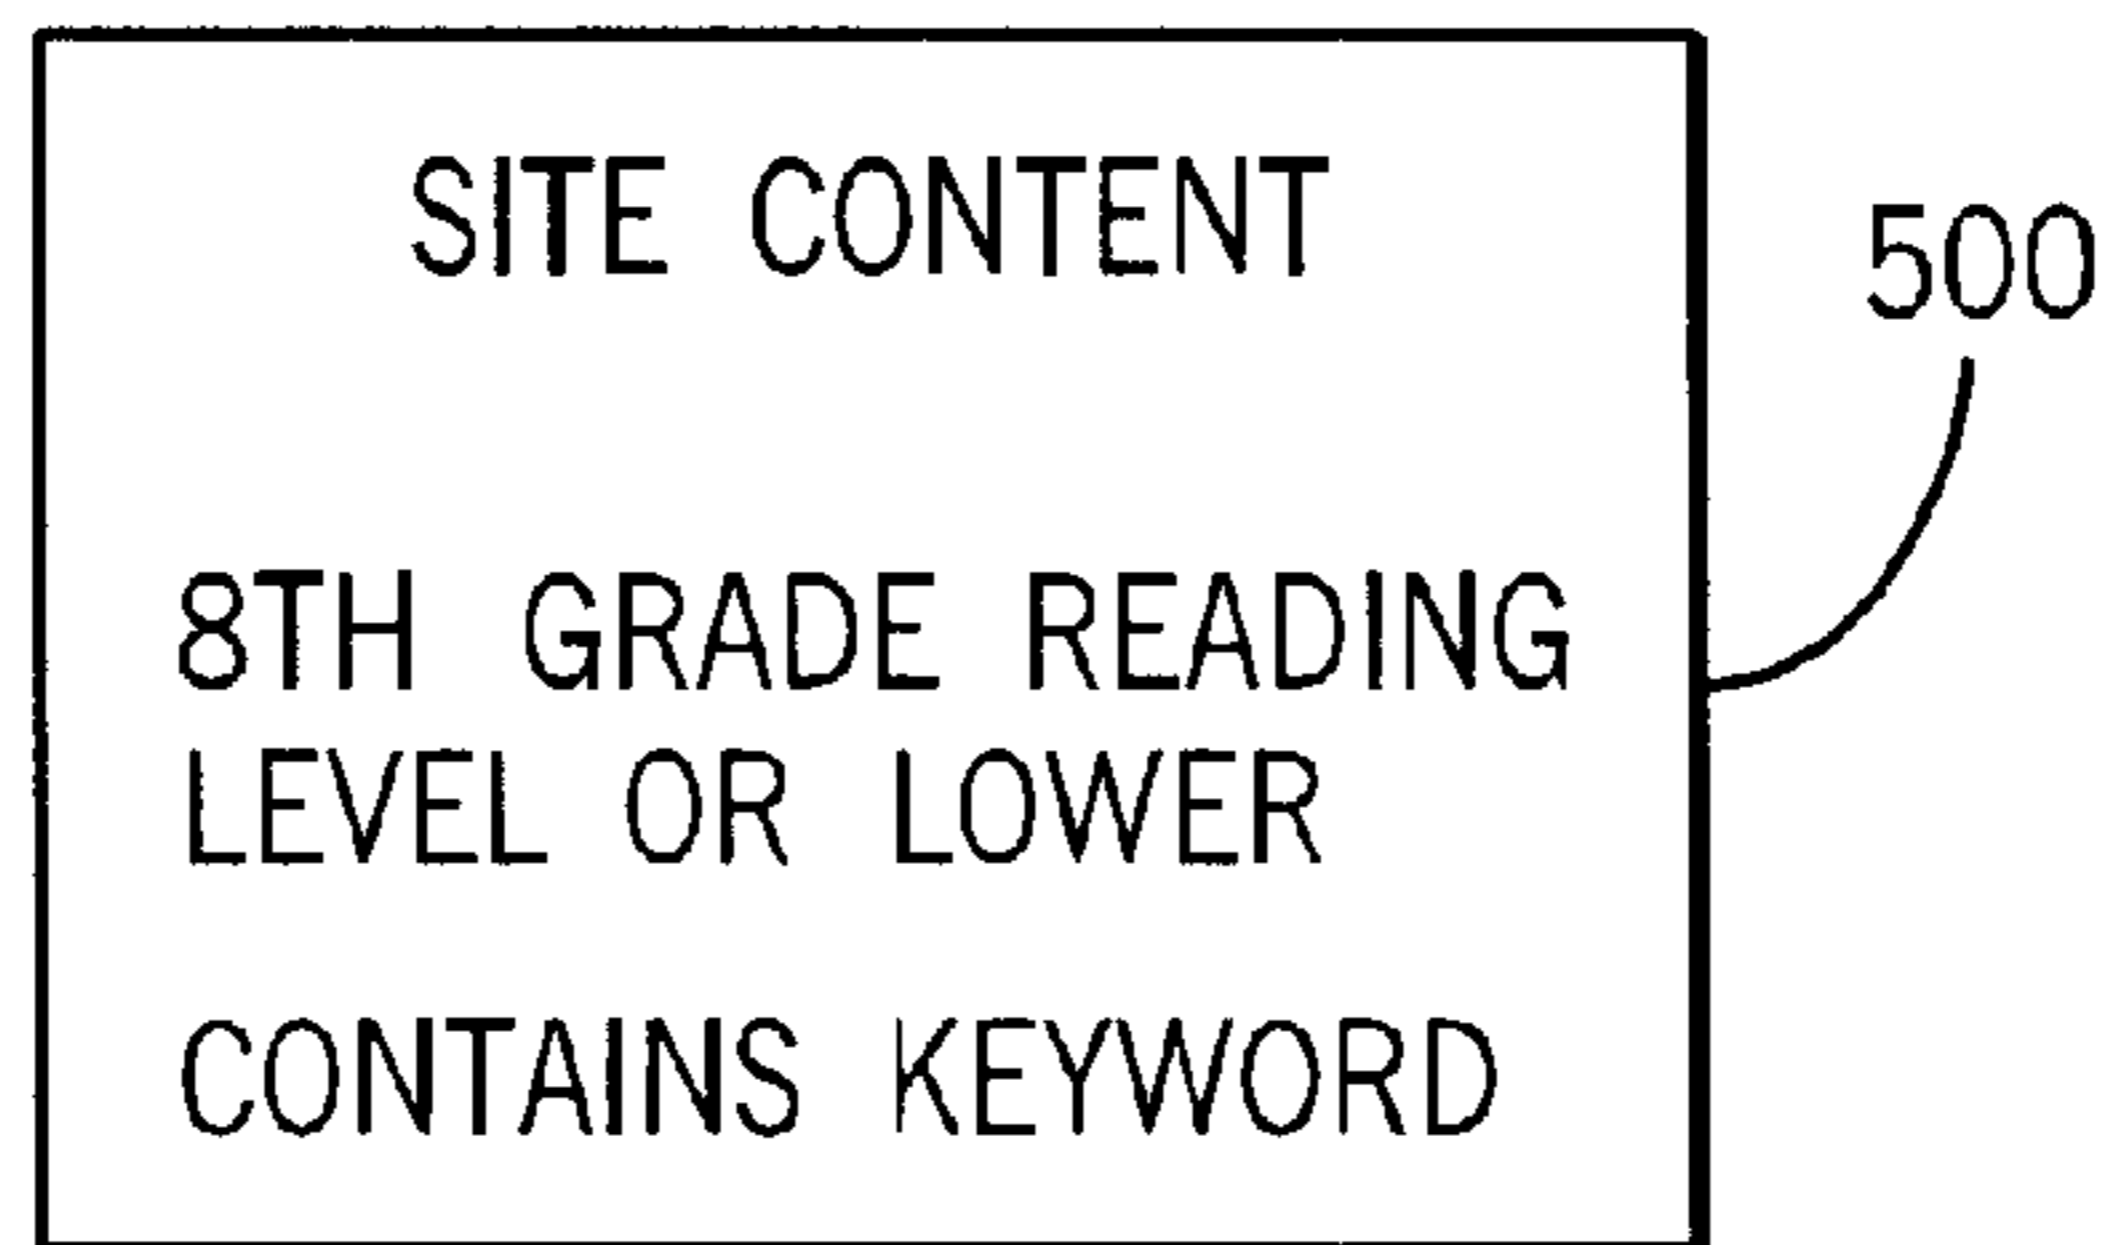 SITE CONTENT
500
8TH GRADE READING
LEVEL OR LOWER
CONTAINS KEYWORD